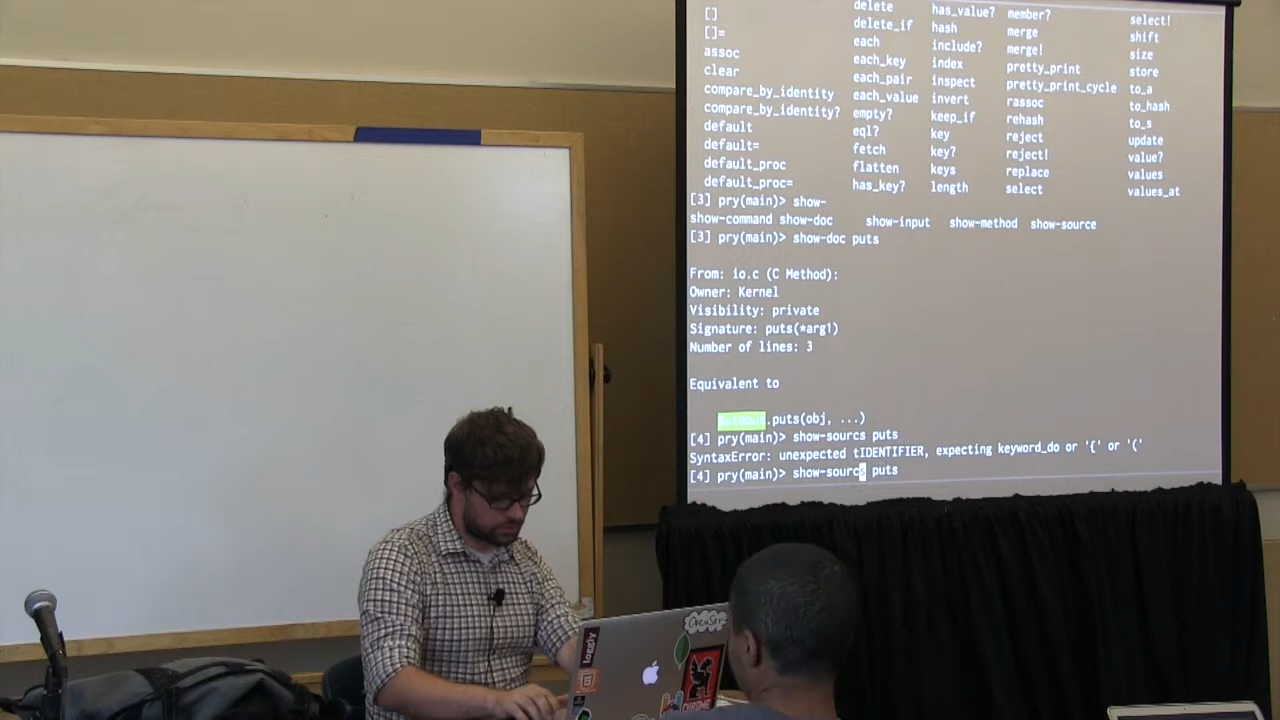 [] delete has_value? member? select!
[]= delete_if hash merge shift
assoc each include? merge! size
clear each_key index pretty_print store
compare_by_identity each_pair inspect pretty_print_cycle to_a
compare_by_identity? each_value invert rassoc to_hash
default empty? keep_if rehash to_s
default= eql? key reject update
default_proc fetch key? reject! value?
default_proc= flatten keys replace values
has_key? length select values_at
[3] pry(main)> show-
show-command show-doc show-input show-method show-source
[3] pry(main)> show-doc puts
From: io.c (C Method):
Owner: Kernel
Visibility: private
Signature: puts(*arg1)
Number of lines: 3
Equivalent to
$stdout.puts(obj, ...)
[4] pry(main)> show-sourcs puts
SyntaxError: unexpected tIDENTIFIER, expecting keyword_do or '{' or '('
[4] pry(main)> show-sourcs puts
loggly
CHROME